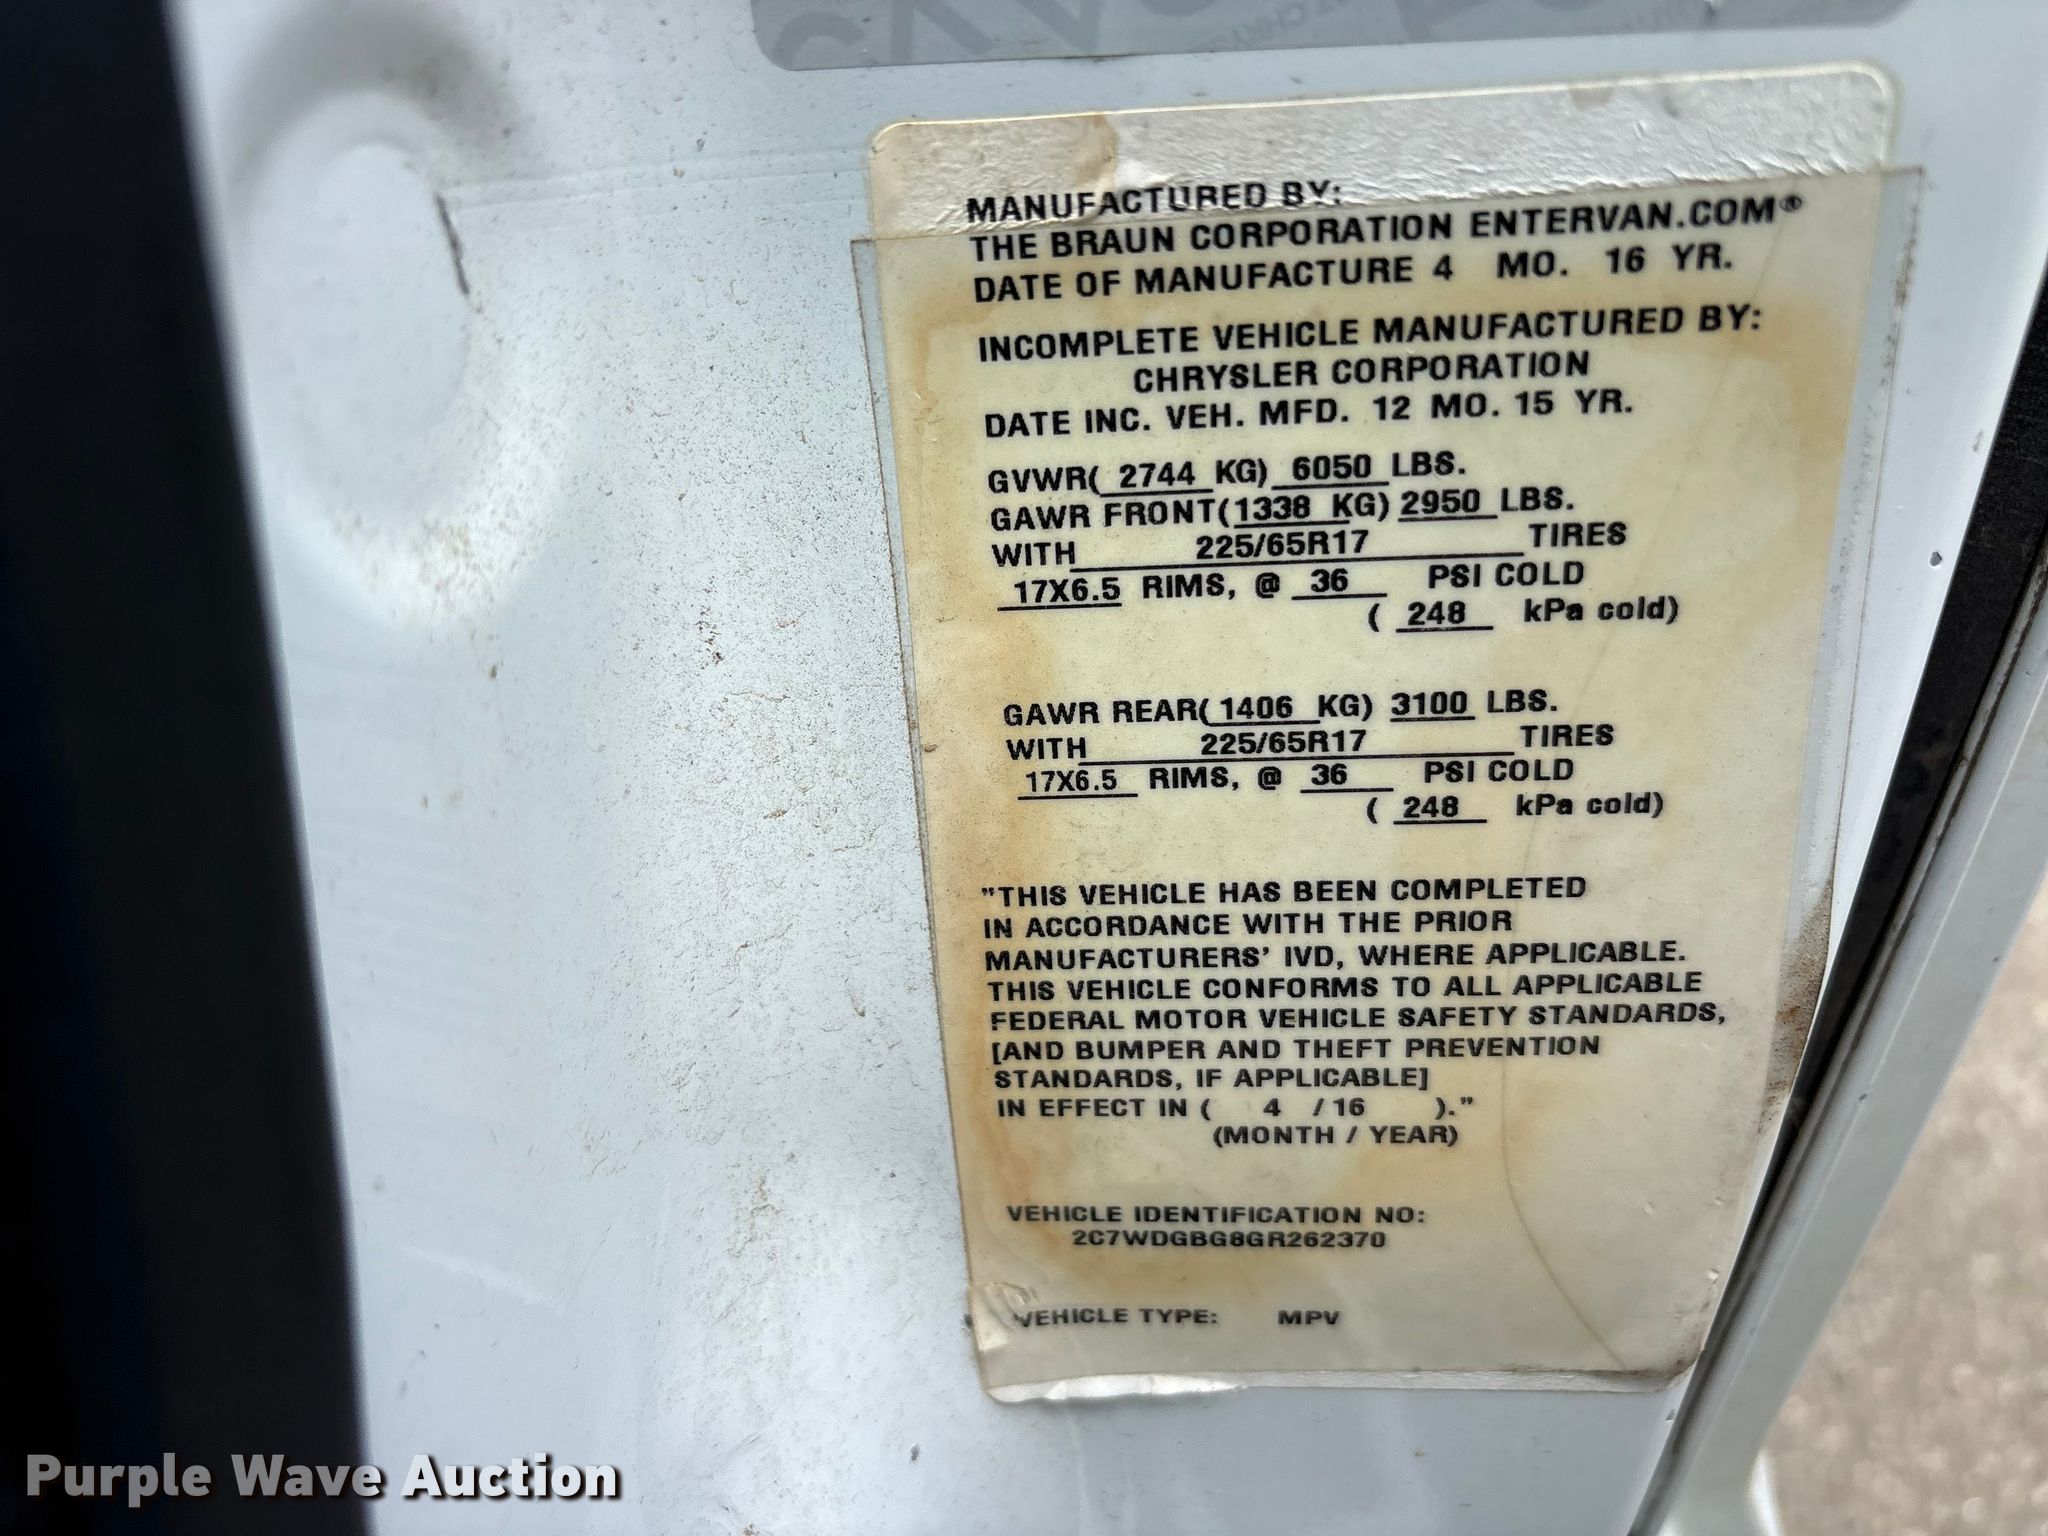 MANUFACTURED BY:
THE BRAUN CORPORATION ENTERVAN.COM®
DATE OF MANUFACTURE 4 MO. 16 YR.
INCOMPLETE VEHICLE MANUFACTURED BY:
CHRYSLER CORPORATION
DATE INC. VEH. MFD. 12 MO. 15 YR.
GVWR( 2744 KG) 6050 LBS.
GAWR FRONT(1338 KG) 2950 LBS.
WITH 225/65R17 TIRES
17X6.5 RIMS, @ 36 PSI COLD
( 248 kPa cold)
GAWR REAR( 1406 KG) 3100 LBS.
WITH 225/65R17 TIRES
17X6.5 RIMS, @ 36 PSI COLD
( 248 kPa cold)
"THIS VEHICLE HAS BEEN COMPLETED
IN ACCORDANCE WITH THE PRIOR
MANUFACTURERS' IVD, WHERE APPLICABLE.
THIS VEHICLE CONFORMS TO ALL APPLICABLE
FEDERAL MOTOR VEHICLE SAFETY STANDARDS,
[AND BUMPER AND THEFT PREVENTION
STANDARDS, IF APPLICABLE]
IN EFFECT IN ( 4 / 16 )."
(MONTH / YEAR)
VEHICLE IDENTIFICATION NO:
2C7WDGBG8GR262370
VEHICLE TYPE: MPV
Purple Wave Auction